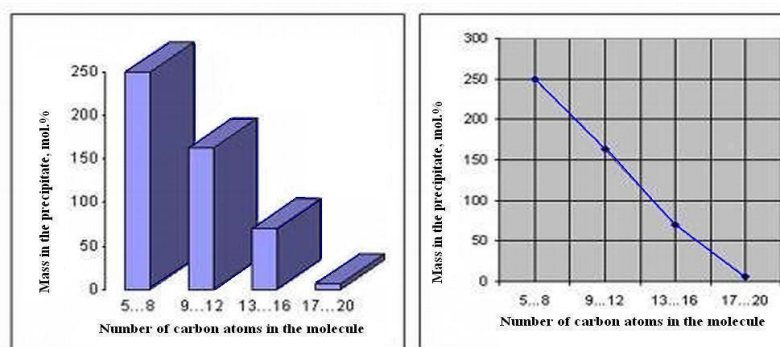 Mass in the precipitate, mol.%
250
200
150
100
50
0
5...8 9...12 13...16 17...20
Number of carbon atoms in the molecule
Mass in the precipitate, mol.%
300
250
200
150
100
50
0
5...8 9...12 13...16 17...20
Number of carbon atoms in the molecule